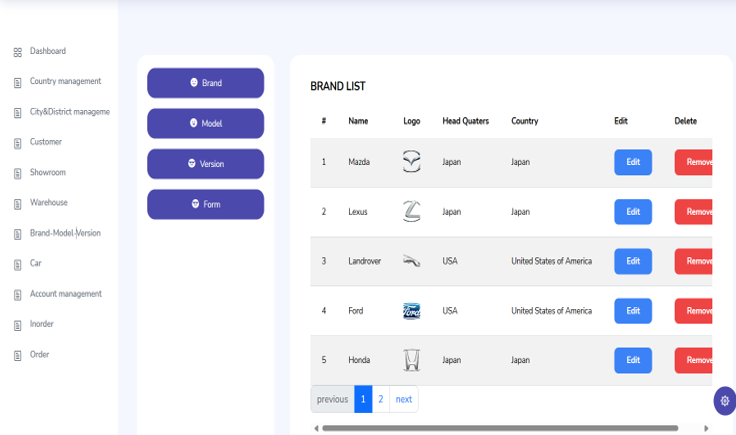 Dashboard
Country management
City&District manageme
Customer
Showroom
Warehouse
Brand-Model-Version
Car
Account management
Inorder
Order
Brand
Model
Version
Form
BRAND LIST
# Name Logo Head Quaters Country Edit Delete
1 Mazda Japan Japan Edit Remove
2 Lexus Japan Japan Edit Remove
3 Landrover USA United States of America Edit Remove
4 Ford Ford USA United States of America Edit Remove
5 Honda Japan Japan Edit Remove
previous 1 2 next